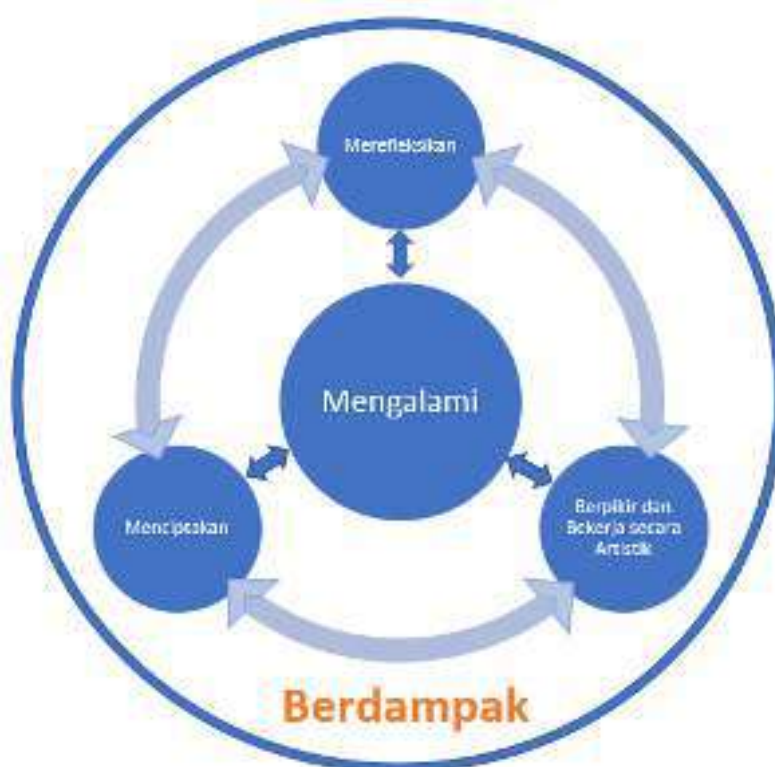 Merefleksikan
Mengalami
Menciptakan
Berpikir dan
Bekerja secara
Artistik
Berdampak